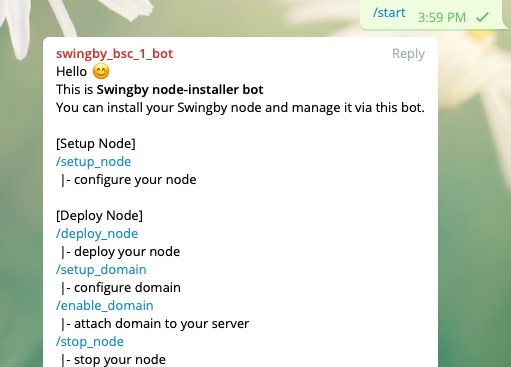 /start 3:59 PM
swingby_bsc_1_bot Reply
Hello 😊
This is Swingby node-installer bot
You can install your Swingby node and manage it via this bot.
[Setup Node]
/setup_node
|- configure your node
[Deploy Node]
/deploy_node
|- deploy your node
/setup_domain
|- configure domain
/enable_domain
|- attach domain to your server
/stop_node
|- stop your node